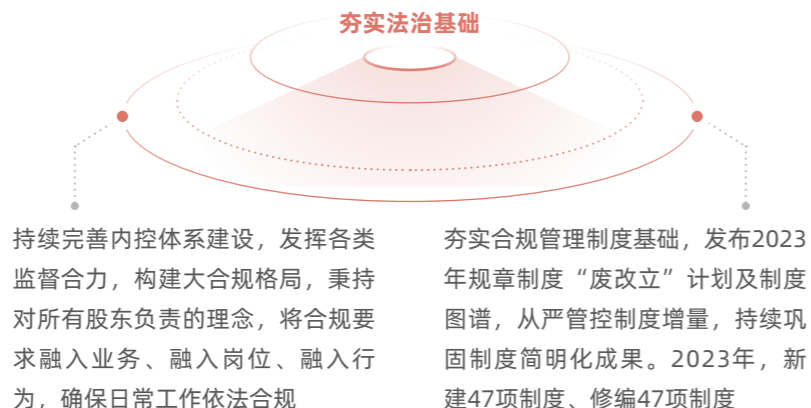 夯实法治基础
持续完善内控体系建设，发挥各类
监督合力，构建大合规格局，秉持
对所有股东负责的理念，将合规要
求融入业务、融入岗位、融入行
为，确保日常工作依法合规
夯实合规管理制度基础，发布2023
年规章制度“废改立”计划及制度
图谱，从严管控制度增量，持续巩
固制度简明化成果。2023年，新
建47项制度、修编47项制度